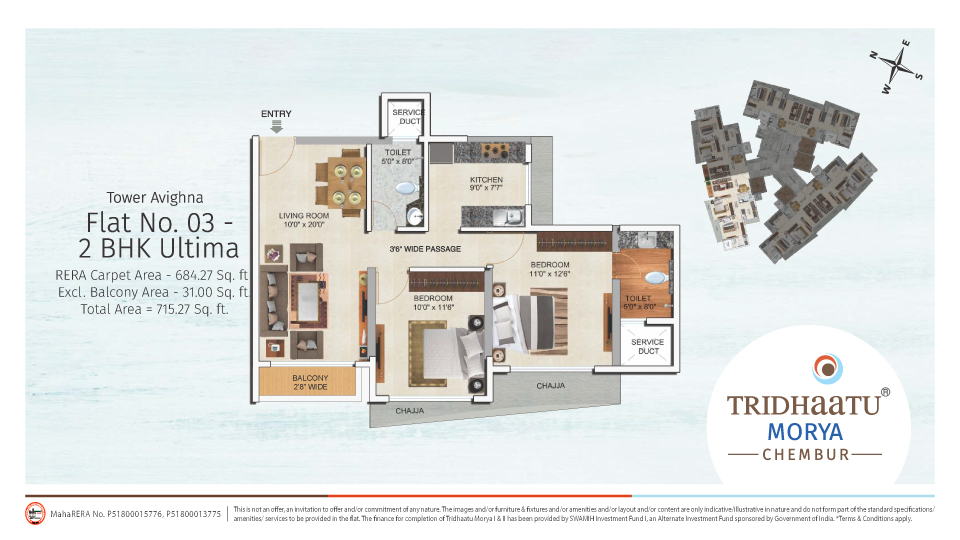 N
E
W
S
ENTRY
SERVICE
DUCT
TOILET
5'0" x 8'0"
KITCHEN
9'0" x 7'7"
LIVING ROOM
10'0" x 20'0"
3'6" WIDE PASSAGE
BEDROOM
11'0" x 12'6"
BEDROOM
10'0" x 11'6"
TOILET
5'0" x 8'0"
SERVICE
DUCT
BALCONY
2'8" WIDE
CHAJJA
CHAJJA
Tower Avighna
Flat No. 03 -
2 BHK Ultima
RERA Carpet Area - 684.27 Sq. ft
Excl. Balcony Area - 31.00 Sq. ft.
Total Area = 715.27 Sq. ft.
TRIDHaaTU®
MORYA
CHEMBUR
MahaRERA No. P51800015776, P51800013775
This is not an offer, an invitation to offer and/or commitment of any nature. The images and/or furniture & fixtures and/or amenities and/or layout and/or content are only indicative/illustrative in nature and do not form part of the standard specifications/
amenities/ services to be provided in the flat. The finance for completion of Tridhaatu Morya I & II has been provided by SWAMIH Investment Fund I, an Alternate Investment Fund sponsored by Government of India. *Terms & Conditions apply.